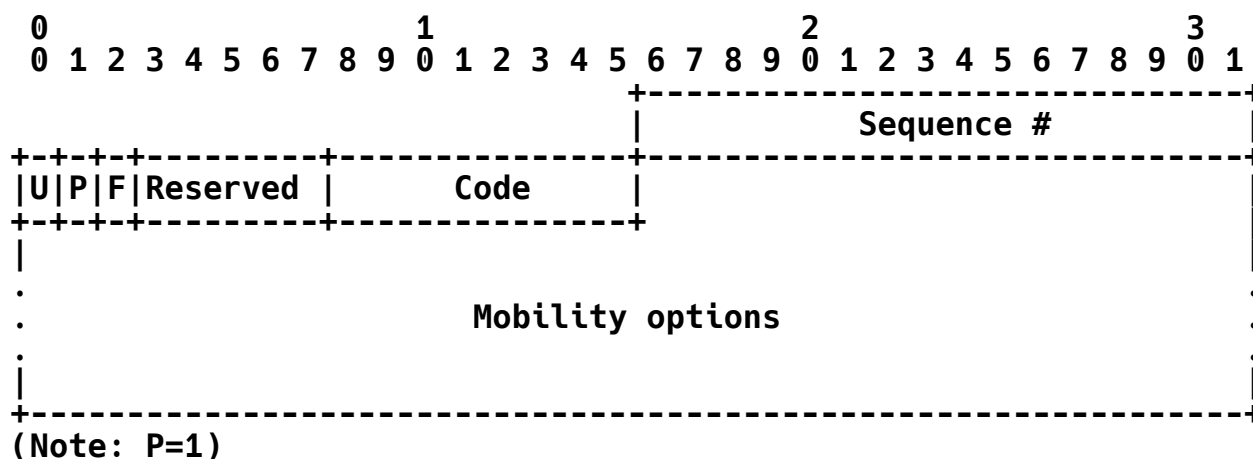 0 1 2 3
0 1 2 3 4 5 6 7 8 9 0 1 2 3 4 5 6 7 8 9 0 1 2 3 4 5 6 7 8 9 0 1
Sequence #
|U|P|F|Reserved | Code |
Mobility options
(Note: P=1)